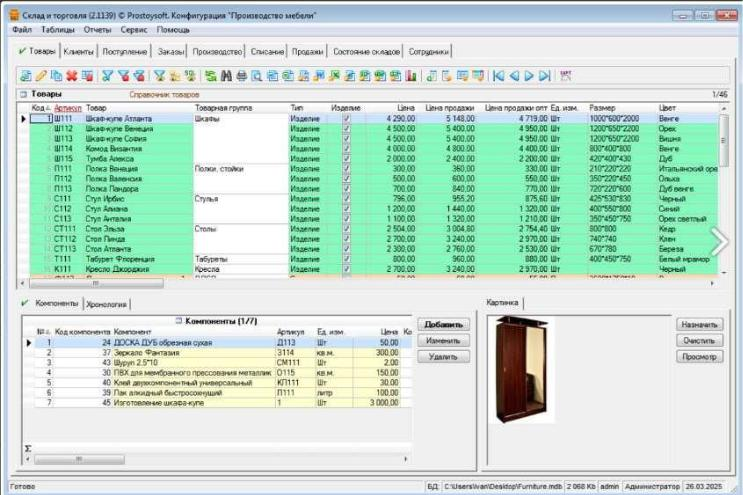 Склад и торговля (2.1139) © Prostoysoft. Конфигурация "Производство мебели"
Файл Таблицы Отчеты Сервис Помощь
Товары Клиенты Поступление Заказы Производство Списание Продажи Состояние складов Сотрудники
Товары Справочник товаров 1/46
Код Артикул Товар Товарная группа Тип Изделие Цена Цена продажи Цена продажи опт Ед. изм. Размер Цвет
1 Ш111 Шкаф-купе Атланта Шкафы Изделие 4 290,00 5 148,00 4 719,00 Шт 1000*600*2000 Венге
Ш112 Шкаф-купе Венеция Изделие 4 500,00 5 400,00 4 950,00 Шт 1200*650*2200 Орех
Ш113 Шкаф-купе София Изделие 4 500,00 5 400,00 4 950,00 Шт 1200*650*2200 Вишня
Ш114 Комод Византия Изделие 4 000,00 4 800,00 4 400,00 Шт 800*400*800 Венге
Ш115 Тумба Алекса Изделие 2 000,00 2 400,00 2 200,00 Шт 420*400*430 Дуб
П111 Полка Венеция Полки, стойки Изделие 300,00 360,00 330,00 Шт 210*220*220 Итальянский оре
П112 Полка Валенсия Изделие 500,00 600,00 550,00 Шт 350*220*450 Ольха
П113 Полка Пандора Изделие 700,00 840,00 770,00 Шт 720*220*600 Дуб венге
С111 Стул Ирбис Стулья Изделие 796,00 955,20 875,60 Шт 425*530*830 Черный
С112 Стул Алиана Изделие 1 200,00 1 440,00 1 320,00 Шт 400*550*800 Синий
С113 Стул Анталия Изделие 1 100,00 1 320,00 1 210,00 Шт 350*450*750 Орех светлый
СТ111 Стол Эльза Столы Изделие 2 504,00 3 004,80 2 754,40 Шт 800*800 Кедр
СТ112 Стол Линда Изделие 2 700,00 3 240,00 2 970,00 Шт 740*740 Клен
СТ113 Стол Атланта Изделие 2 300,00 2 760,00 2 530,00 Шт 670*780 Береза
Т111 Табурет Флоренция Табуреты Изделие 800,00 960,00 880,00 Шт 400*450*750 Белый мрамор
К111 Кресло Джорджия Кресла Изделие 2 700,00 3 240,00 2 970,00 Шт Черный
Компоненты Хронология Картинка
Компоненты (1/7)
№ Код компонента Компонент Артикул Ед. изм. Цена Ко
1 24 ДОСКА ДУБ обрезная сухая Д113 Шт 50,00
2 37 Зеркало Фантазия З114 кв.м. 300,00
3 43 Шуруп 2.5*10 СМ111 Шт 2,00
4 30 ПВХ для мембранного прессования металлик О115 кв.м. 150,00
5 40 Клей двухкомпонентный универсальный КЛ111 Шт 30,00
6 39 Лак алкидный быстросохнущий Л111 литр 100,00
7 45 Изготовление шкафа-купе 1 Шт 3 000,00
Σ
Добавить
Изменить
Удалить
Назначить
Очистить
Просмотр
Готово БД: C:\Users\Ivan\Desktop\Furniture.mdb 2 068 Kb admin Администратор 26.03.2025